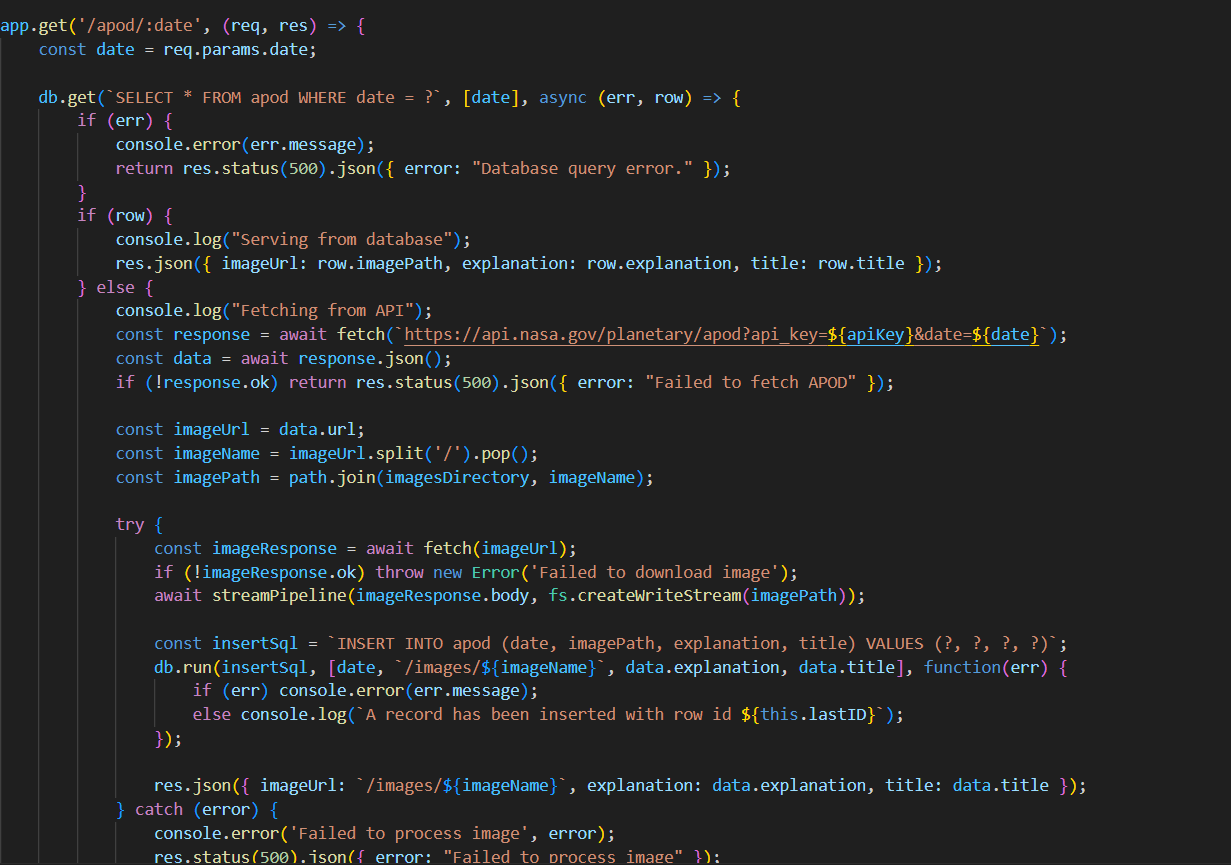 app.get('/apod/:date', (req, res) => {
    const date = req.params.date;
    db.get(`SELECT * FROM apod WHERE date = ?`, [date], async (err, row) => {
        if (err) {
            console.error(err.message);
            return res.status(500).json({ error: "Database query error." });
        }
        if (row) {
            console.log("Serving from database");
            res.json({ imageUrl: row.imagePath, explanation: row.explanation, title: row.title });
        } else {
            console.log("Fetching from API");
            const response = await fetch(`https://api.nasa.gov/planetary/apod?api_key=${apiKey}&date=${date}`);
            const data = await response.json();
            if (!response.ok) return res.status(500).json({ error: "Failed to fetch APOD" });
            const imageUrl = data.url;
            const imageName = imageUrl.split('/').pop();
            const imagePath = path.join(imagesDirectory, imageName);
            try {
                const imageResponse = await fetch(imageUrl);
                if (!imageResponse.ok) throw new Error('Failed to download image');
                await streamPipeline(imageResponse.body, fs.createWriteStream(imagePath));
                const insertSql = `INSERT INTO apod (date, imagePath, explanation, title) VALUES (?, ?, ?, ?)`;
                db.run(insertSql, [date, `/images/${imageName}`, data.explanation, data.title], function(err) {
                    if (err) console.error(err.message);
                    else console.log(`A record has been inserted with row id ${this.lastID}`);
                });
                res.json({ imageUrl: `/images/${imageName}`, explanation: data.explanation, title: data.title });
            } catch (error) {
                console.error('Failed to process image', error);
                res.status(500).json({ error: "Failed to process image" });